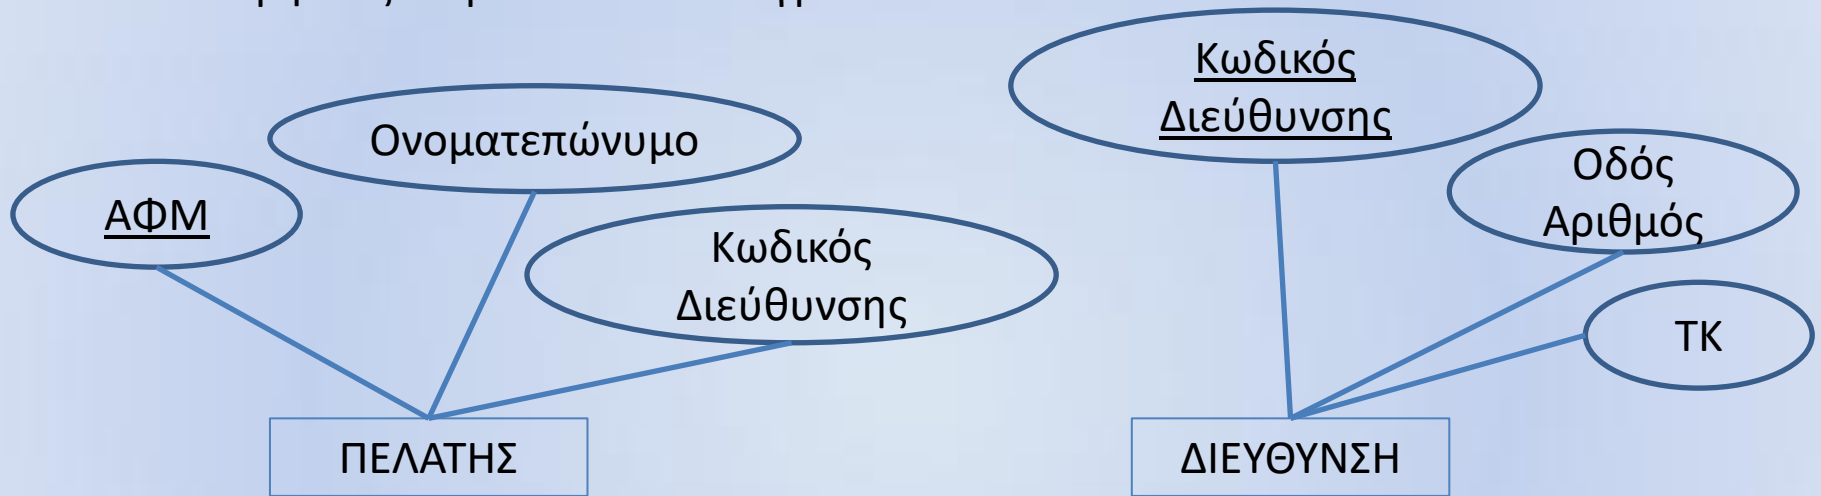 Κωδικός
Διεύθυνσης
Ονοματεπώνυμο
Οδός
Αριθμός
ΑΦΜ
Κωδικός
Διεύθυνσης
ΤΚ
ΠΕΛΑΤΗΣ
ΔΙΕΥΘΥΝΣΗ